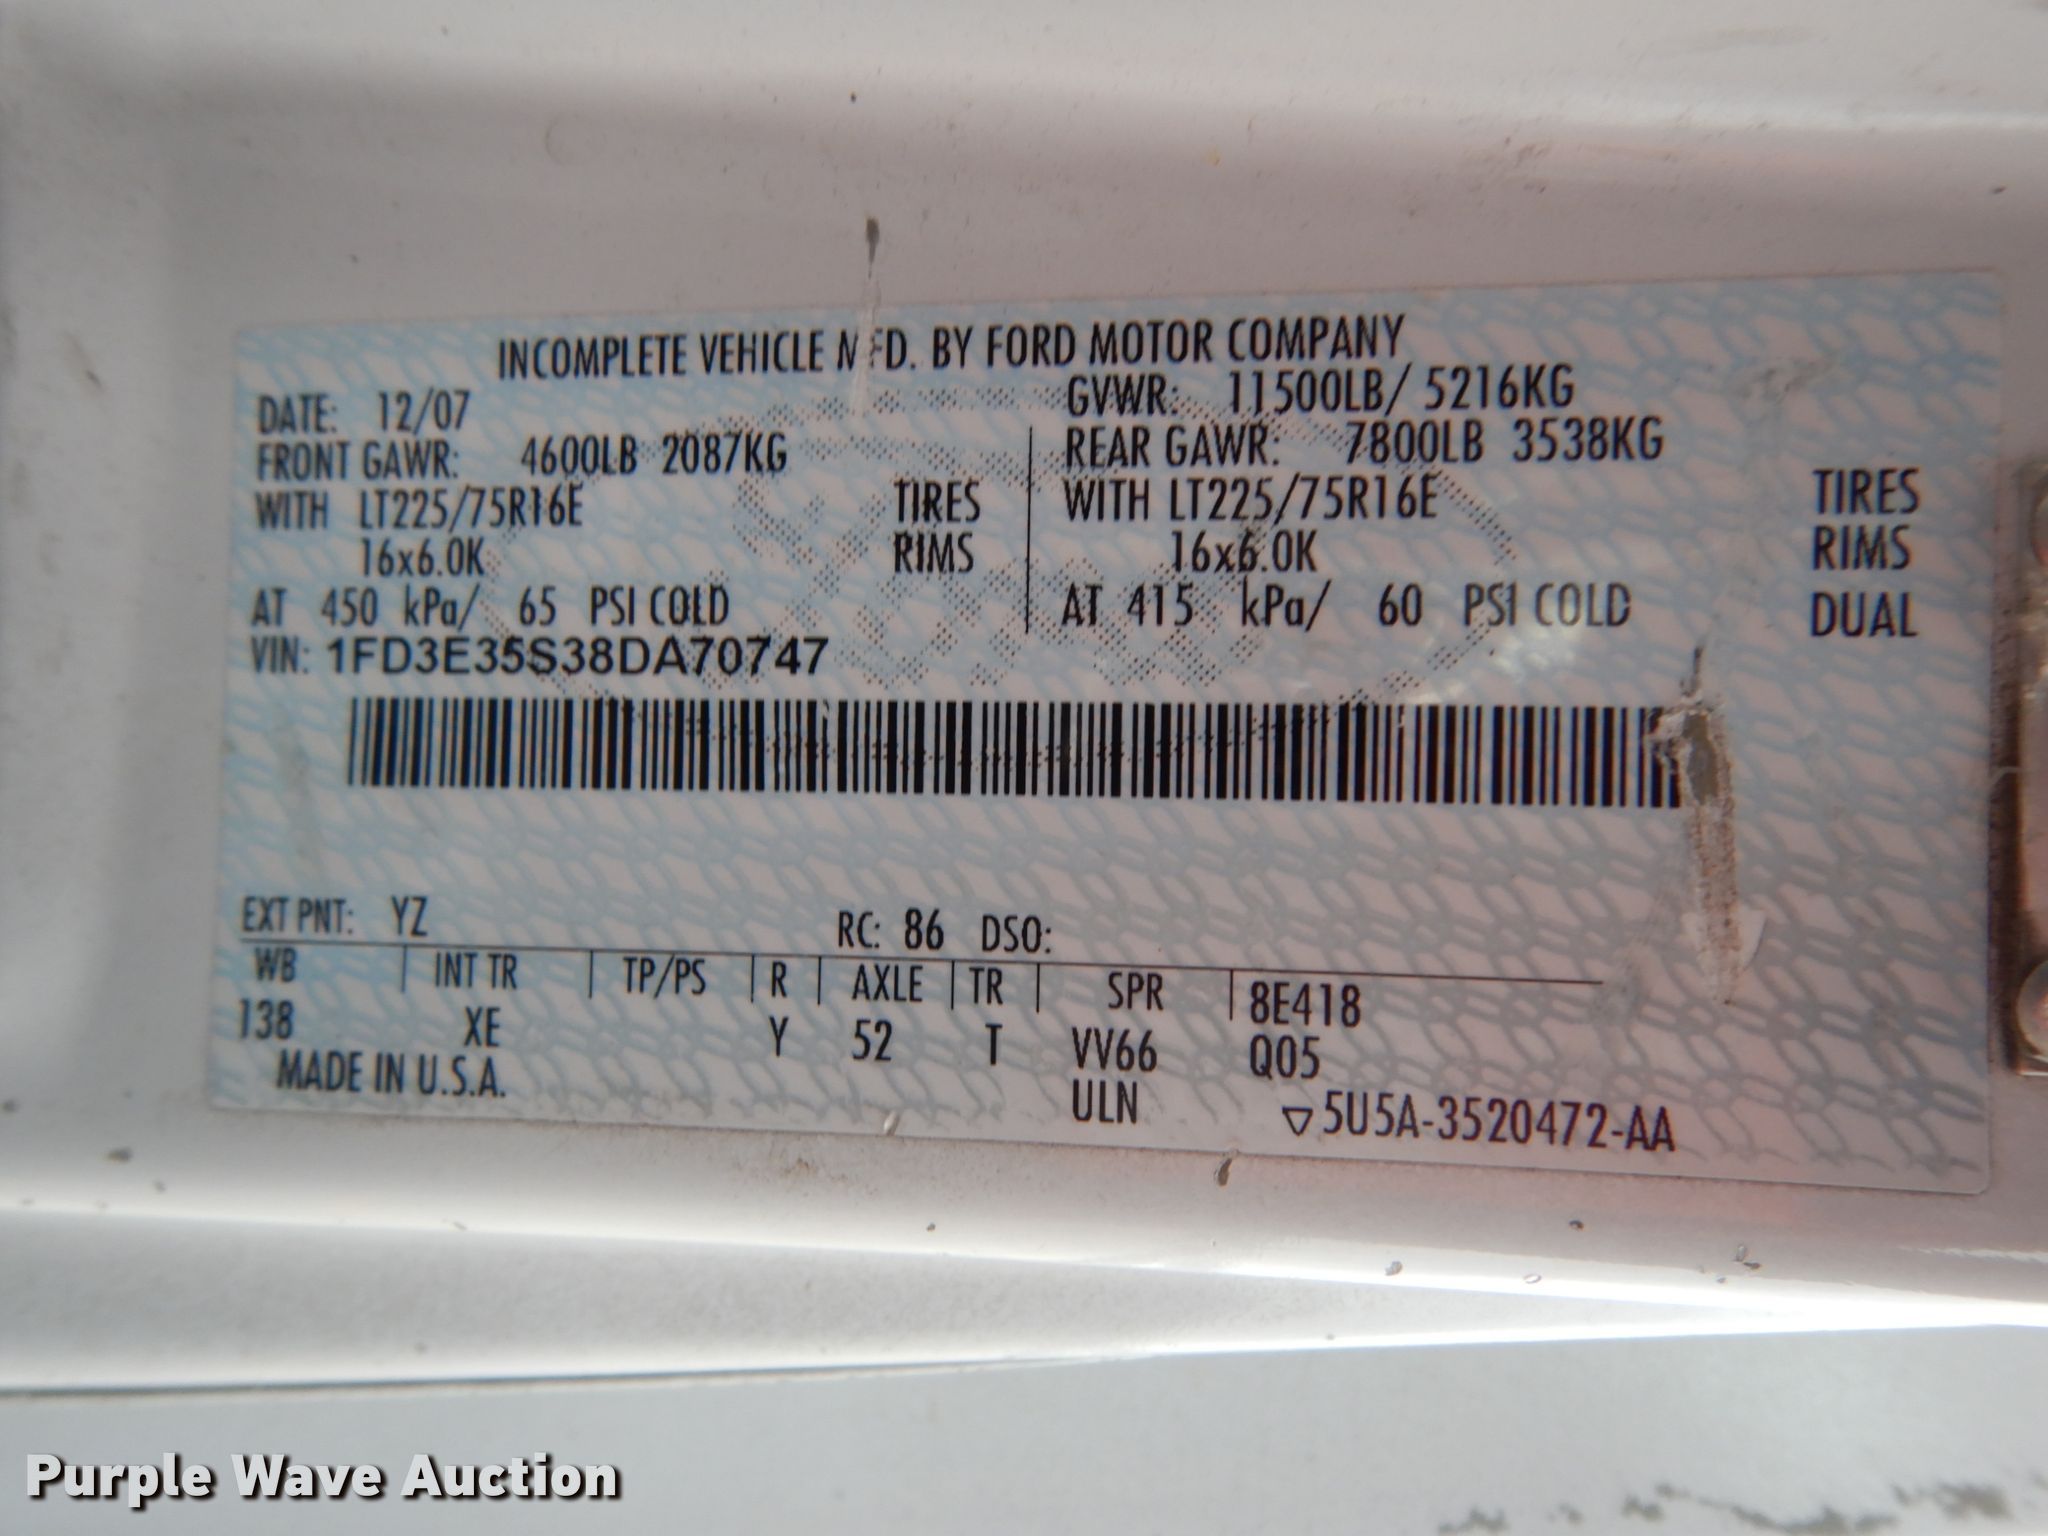 INCOMPLETE VEHICLE MFD. BY FORD MOTOR COMPANY
DATE: 12/07 GVWR: 11500LB/ 5216KG
FRONT GAWR: 4600LB 2087KG REAR GAWR: 7800LB 3538KG
WITH LT225/75R16E TIRES WITH LT225/75R16E TIRES
16x6.0K RIMS 16x6.0K RIMS
AT 450 kPa/ 65 PSI COLD AT 415 kPa/ 60 PSI COLD DUAL
VIN: 1FD3E35S38DA70747
EXT PNT: YZ RC: 86 DSO:
WB INT TR TP/PS R AXLE TR SPR 8E418
138 XE Y 52 T VV66 Q05
MADE IN U.S.A. ULN ▽5U5A-3520472-AA
Purple Wave Auction